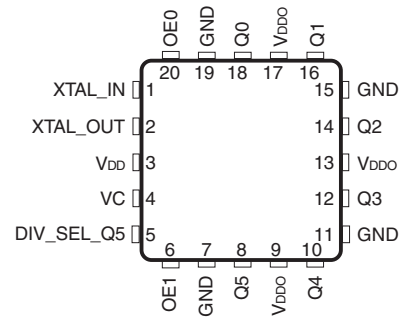 OE0 GND Q0 VDDO Q1
20 19 18 17 16
XTAL_IN 1 15 GND
XTAL_OUT 2 14 Q2
VDD 3 13 VDDO
VC 4 12 Q3
DIV_SEL_Q5 5 11 GND
6 7 8 9 10
OE1 GND Q5 VDDO Q4